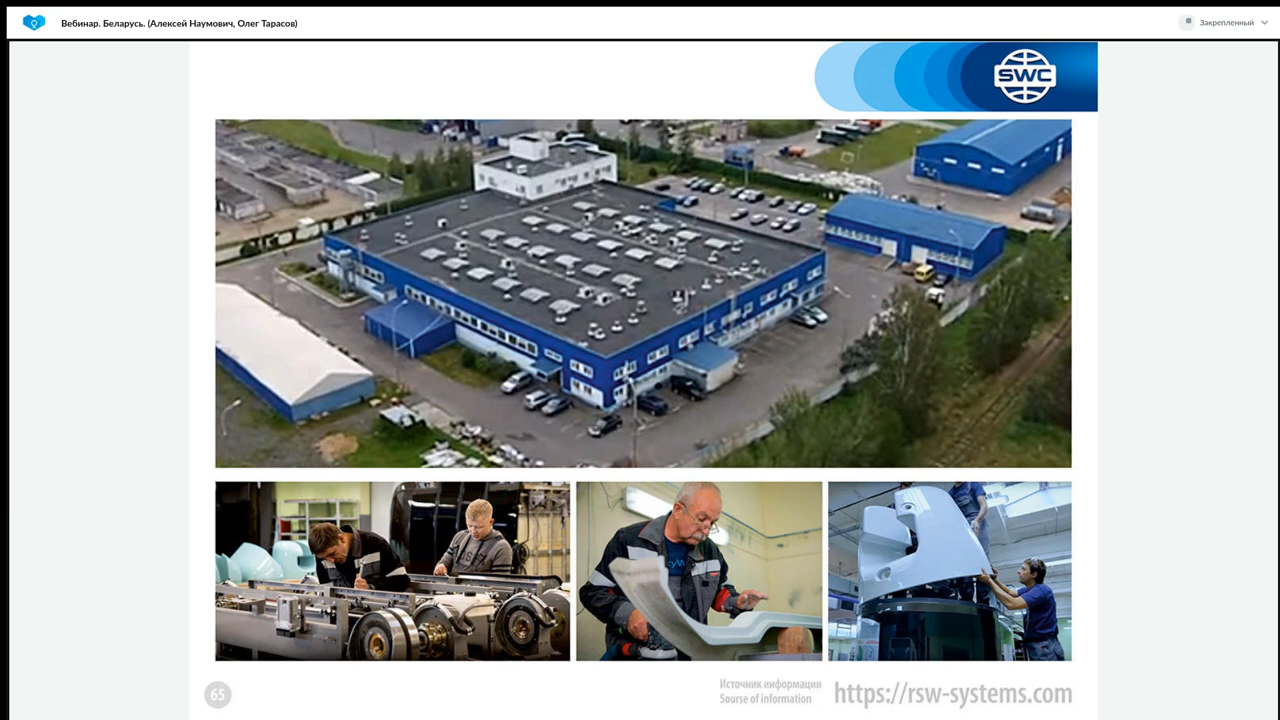 Вебинар. Беларусь. (Алексей Наумович, Олег Тарасов)
Закрепленный
SWC
65
Источник информации
Sourse of information
https://rsw-systems.com